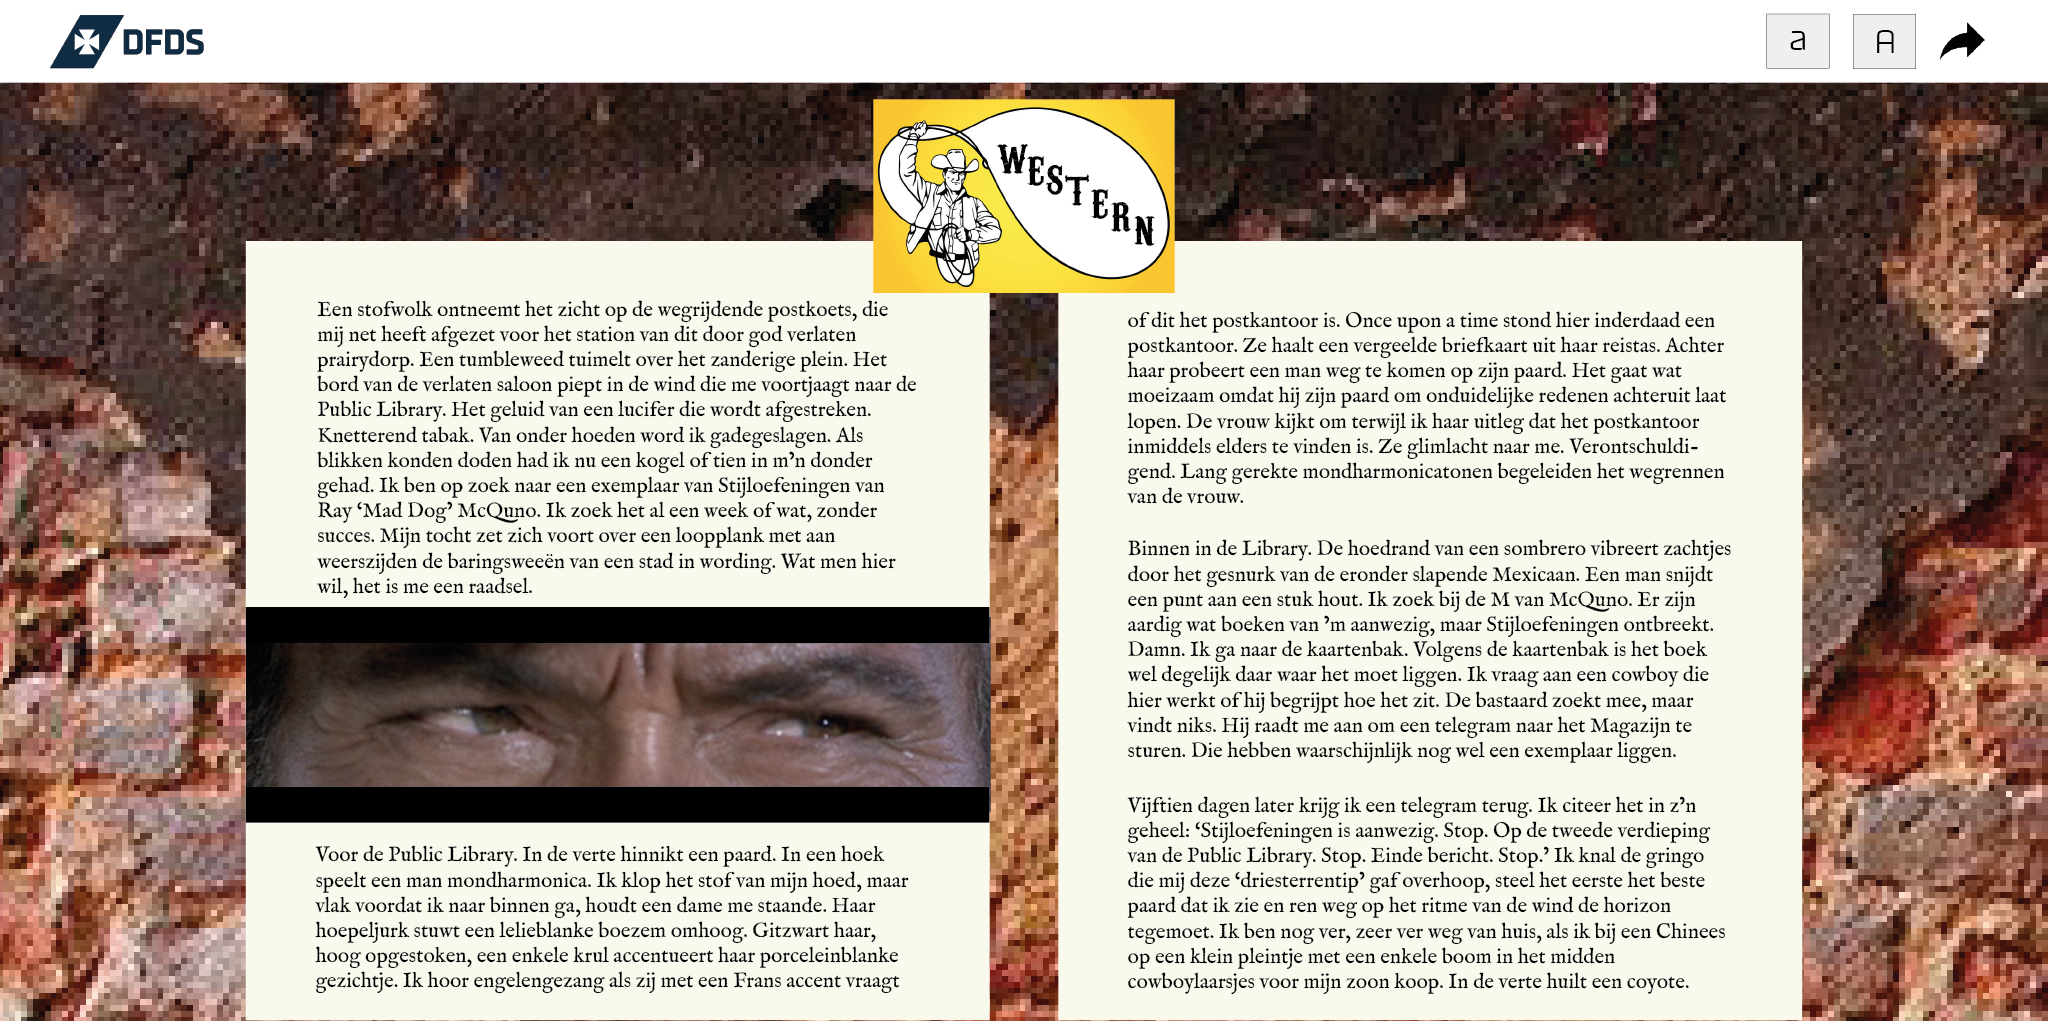 DFDS
a
A
WESTERN
Een stofwolk ontneemt het zicht op de wegrijdende postkoets, die
mij net heeft afgezet voor het station van dit door god verlaten
prairydorp. Een tumbleweed tuimelt over het zanderige plein. Het
bord van de verlaten saloon piept in de wind die me voortjaagt naar de
Public Library. Het geluid van een lucifer die wordt afgestreken.
Knetterend tabak. Van onder hoeden word ik gadegeslagen. Als
blikken konden doden had ik nu een kogel of tien in m’n donder
gehad. Ik ben op zoek naar een exemplaar van Stijloefeningen van
Ray ‘Mad Dog’ McQuno. Ik zoek het al een week of wat, zonder
succes. Mijn tocht zet zich voort over een loopplank met aan
weerszijden de baringsweeën van een stad in wording. Wat men hier
wil, het is me een raadsel.
Voor de Public Library. In de verte hinnikt een paard. In een hoek
speelt een man mondharmonica. Ik klop het stof van mijn hoed, maar
vlak voordat ik naar binnen ga, houdt een dame me staande. Haar
hoepeljurk stuwt een lelieblanke boezem omhoog. Gitzwart haar,
hoog opgestoken, een enkele krul accentueert haar porceleinblanke
gezichtje. Ik hoor engelengezang als zij met een Frans accent vraagt
of dit het postkantoor is. Once upon a time stond hier inderdaad een
postkantoor. Ze haalt een vergeelde briefkaart uit haar reistas. Achter
haar probeert een man weg te komen op zijn paard. Het gaat wat
moeizaam omdat hij zijn paard om onduidelijke redenen achteruit laat
lopen. De vrouw kijkt om terwijl ik haar uitleg dat het postkantoor
inmiddels elders te vinden is. Ze glimlacht naar me. Verontschuldi-
gend. Lang gerekte mondharmonicatonen begeleiden het wegrennen
van de vrouw.
Binnen in de Library. De hoedrand van een sombrero vibreert zachtjes
door het gesnurk van de eronder slapende Mexicaan. Een man snijdt
een punt aan een stuk hout. Ik zoek bij de M van McQuno. Er zijn
aardig wat boeken van ’m aanwezig, maar Stijloefeningen ontbreekt.
Damn. Ik ga naar de kaartenbak. Volgens de kaartenbak is het boek
wel degelijk daar waar het moet liggen. Ik vraag aan een cowboy die
hier werkt of hij begrijpt hoe het zit. De bastaard zoekt mee, maar
vindt niks. Hij raadt me aan om een telegram naar het Magazijn te
sturen. Die hebben waarschijnlijk nog wel een exemplaar liggen.
Vijftien dagen later krijg ik een telegram terug. Ik citeer het in z’n
geheel: ‘Stijloefeningen is aanwezig. Stop. Op de tweede verdieping
van de Public Library. Stop. Einde bericht. Stop.’ Ik knal de gringo
die mij deze ‘driesterrentip’ gaf overhoop, steel het eerste het beste
paard dat ik zie en ren weg op het ritme van de wind de horizon
tegemoet. Ik ben nog ver, zeer ver weg van huis, als ik bij een Chinees
op een klein pleintje met een enkele boom in het midden
cowboylaarsjes voor mijn zoon koop. In de verte huilt een coyote.